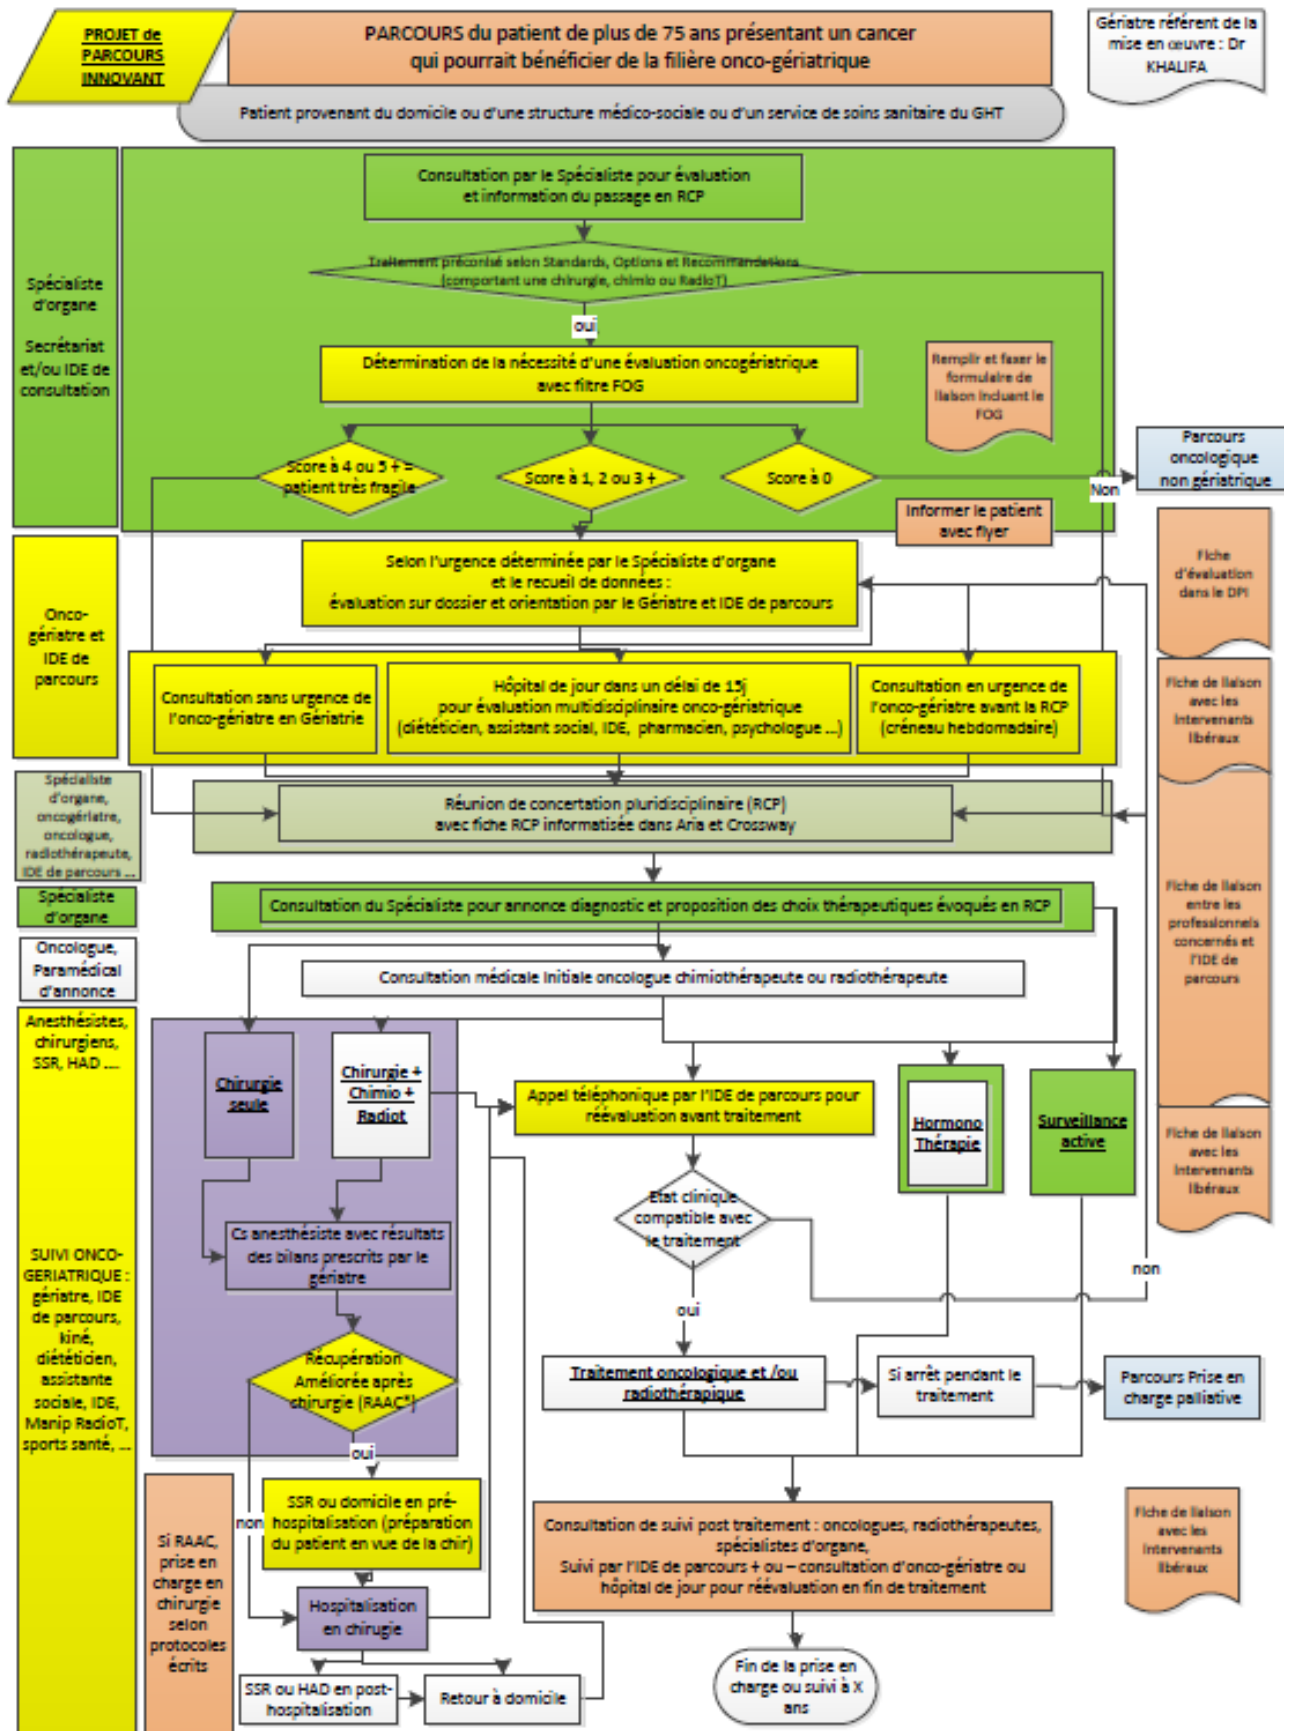 PROJET de
PARCOURS
INNOVANT
PARCOURS du patient de plus de 75 ans présentant un cancer
qui pourrait bénéficier de la filière onco-gériatrique
Gériatre référent de la
mise en œuvre : Dr
KHALIFA
Patient provenant du domicile ou d'une structure médico-sociale ou d'un service de soins sanitaire du GHT
Spécialiste
d'organe
Secrétariat
et/ou IDE de
consultation
Consultation par le Spécialiste pour évaluation
et information du passage en RCP
Traitement préconisé selon Standards, Options et Recommandations
(comportant une chirurgie, chimio ou RadioT)
oui
Détermination de la nécessité d'une évaluation oncogériatrique
avec filtre FOG
Remplir et faxer le
formulaire de
liaison incluant le
FOG
Score à 4 ou 5 + =
patient très fragile
Score à 1, 2 ou 3 +
Score à 0
Non
Parcours
oncologique
non gériatrique
Informer le patient
avec flyer
Onco-
gériatre et
IDE de
parcours
Selon l'urgence déterminée par le Spécialiste d'organe
et le recueil de données :
évaluation sur dossier et orientation par le Gériatre et IDE de parcours
Fiche
d'évaluation
dans le DPI
Consultation sans urgence de
l'onco-gériatre en Gériatrie
Hôpital de jour dans un délai de 15j
pour évaluation multidisciplinaire onco-gériatrique
(diététicien, assistant social, IDE, pharmacien, psychologue ...)
Consultation en urgence de
l'onco-gériatre avant la RCP
(créneau hebdomadaire)
Fiche de liaison
avec les
Intervenants
libéraux
Spécialiste
d'organe,
oncogériatre,
oncologue,
radiothérapeute,
IDE de parcours ...
Réunion de concertation pluridisciplinaire (RCP)
avec fiche RCP informatisée dans Aria et Crossway
Spécialiste
d'organe
Consultation du Spécialiste pour annonce diagnostic et proposition des choix thérapeutiques évoqués en RCP
Fiche de liaison
entre les
professionnels
concernés et
l'IDE de
parcours
Oncologue,
Paramédical
d'annonce
Consultation médicale Initiale oncologue chimiothérapeute ou radiothérapeute
Anesthésistes,
chirurgiens,
SSR, HAD ....
Chirurgie
seule
Chirurgie +
Chimio +
Radiot
Appel téléphonique par l'IDE de parcours pour
réévaluation avant traitement
Hormono
Thérapie
Surveillance
active
Fiche de liaison
avec les
Intervenants
libéraux
Etat clinique
compatible avec
le traitement
Cs anesthésiste avec résultats
des bilans prescrits par le
gériatre
non
SUIVI ONCO-
GERIATRIQUE :
gériatre, IDE
de parcours,
kiné,
diététicien,
assistante
sociale, IDE,
Manip RadioT,
sports santé, ...
oui
Récupération
Améliorée après
chirurgie (RAAC*)
Traitement oncologique et /ou
radiothérapique
Si arrêt pendant le
traitement
Parcours Prise en
charge palliative
oui
non
SSR ou domicile en pré-
hospitalisation (préparation
du patient en vue de la chir)
Si RAAC,
prise en
charge en
chirurgie
selon
protocoles
écrits
Consultation de suivi post traitement : oncologues, radiothérapeutes,
spécialistes d'organe,
Suivi par l'IDE de parcours + ou – consultation d'onco-gériatre ou
hôpital de jour pour réévaluation en fin de traitement
Fiche de liaison
avec les
Intervenants
libéraux
Hospitalisation
en chirugie
SSR ou HAD en post-
hospitalisation
Retour à domicile
Fin de la prise en
charge ou suivi à X
ans